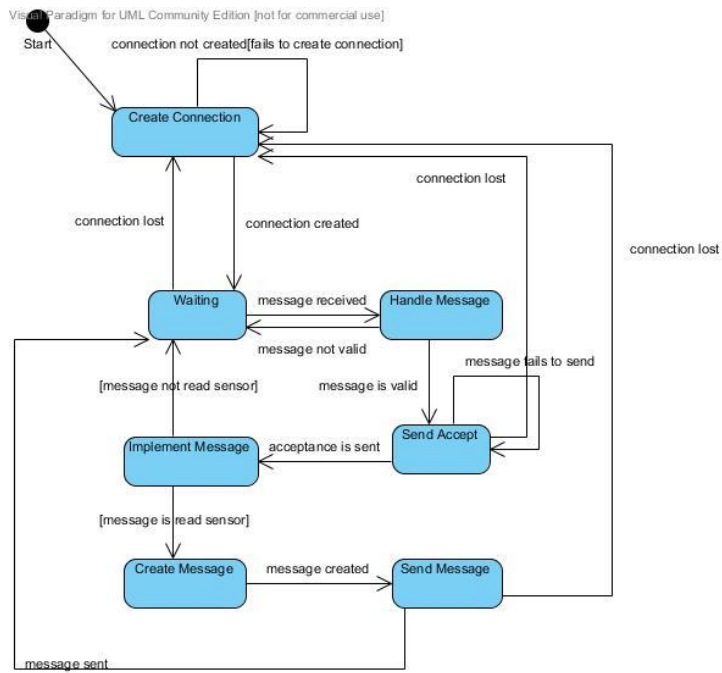 Visual Paradigm for UML Community Edition [not for commercial use]
Start
connection not created[fails to create connection]
Create Connection
connection lost
connection lost
connection created
connection lost
Waiting
message received
Handle Message
message not valid
message fails to send
[message not read sensor]
message is valid
Send Accept
Implement Message
acceptance is sent
[message is read sensor]
Create Message
message created
Send Message
message sent